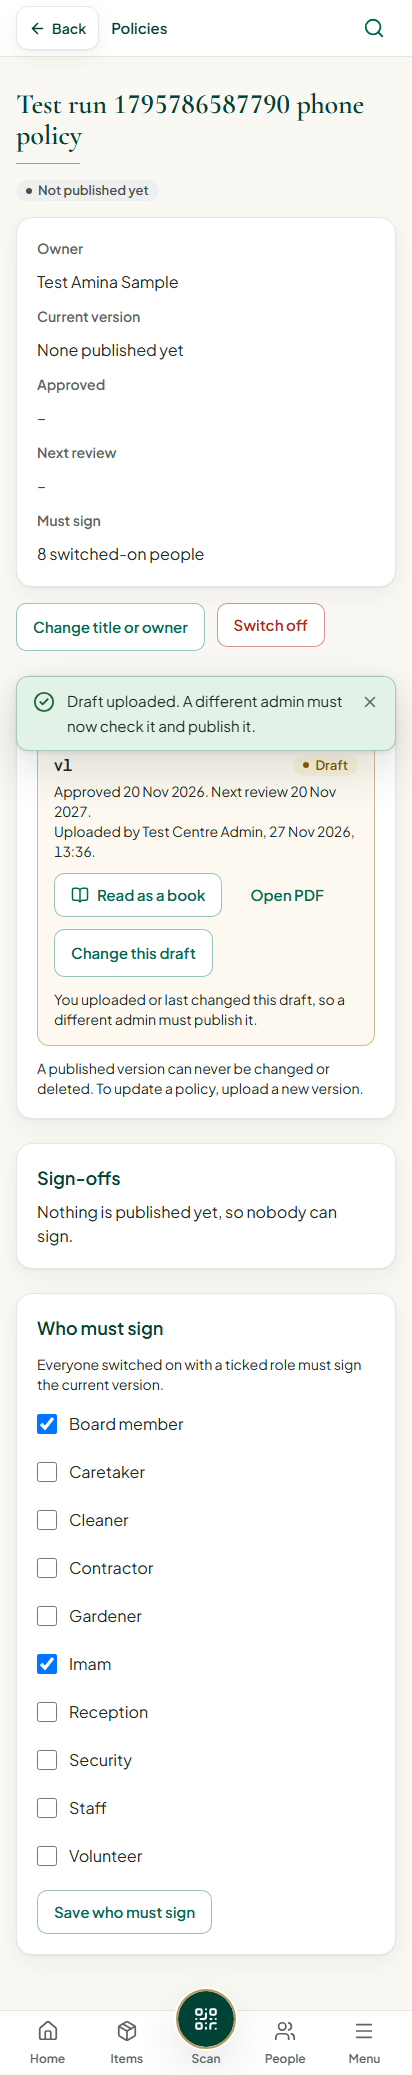 Back
Policies
Test run 1795786587790 phone
policy
Not published yet
Owner
Test Amina Sample
Current version
None published yet
Approved
–
Next review
–
Must sign
8 switched-on people
Change title or owner
Switch off
Draft uploaded. A different admin must
now check it and publish it.
v1
Draft
Approved 20 Nov 2026. Next review 20 Nov
2027.
Uploaded by Test Centre Admin, 27 Nov 2026,
13:36.
Read as a book
Open PDF
Change this draft
You uploaded or last changed this draft, so a
different admin must publish it.
A published version can never be changed or
deleted. To update a policy, upload a new version.
Sign-offs
Nothing is published yet, so nobody can
sign.
Who must sign
Everyone switched on with a ticked role must sign
the current version.
Board member
Caretaker
Cleaner
Contractor
Gardener
Imam
Reception
Security
Staff
Volunteer
Save who must sign
Home
Items
Scan
People
Menu